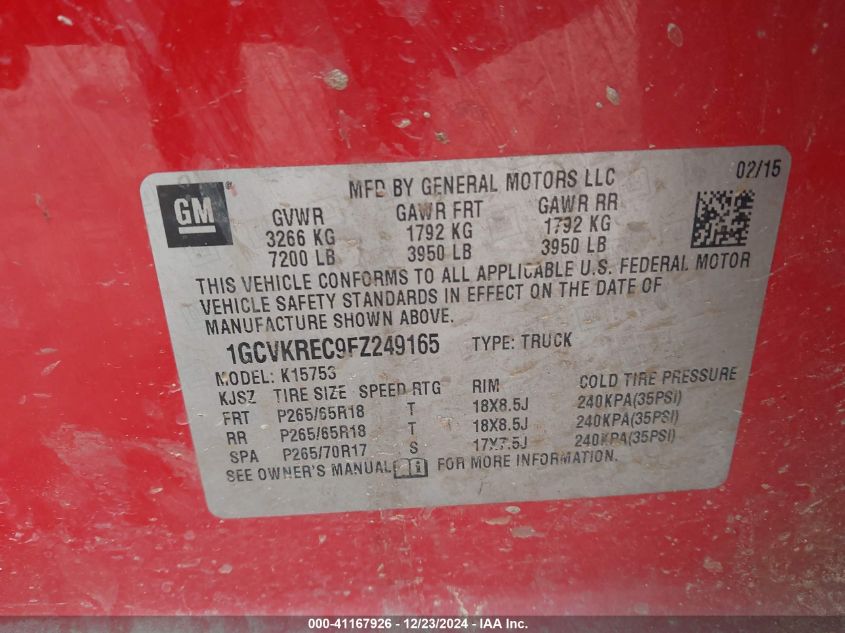 GM
MFD BY GENERAL MOTORS LLC
02/15
GVWR GAWR FRT GAWR RR
3266 KG 1792 KG 1792 KG
7200 LB 3950 LB 3950 LB
THIS VEHICLE CONFORMS TO ALL APPLICABLE U.S. FEDERAL MOTOR
VEHICLE SAFETY STANDARDS IN EFFECT ON THE DATE OF
MANUFACTURE SHOWN ABOVE.
1GCVKREC9FZ249165 TYPE: TRUCK
MODEL: K15753
KJSZ TIRE SIZE SPEED RTG RIM COLD TIRE PRESSURE
FRT P265/65R18 T 18X8.5J 240KPA(35PSI)
RR P265/65R18 T 18X8.5J 240KPA(35PSI)
SPA P265/70R17 S 17X7.5J 240KPA(35PSI)
SEE OWNER'S MANUAL FOR MORE INFORMATION.
000-41167926 - 12/23/2024 - IAA Inc.